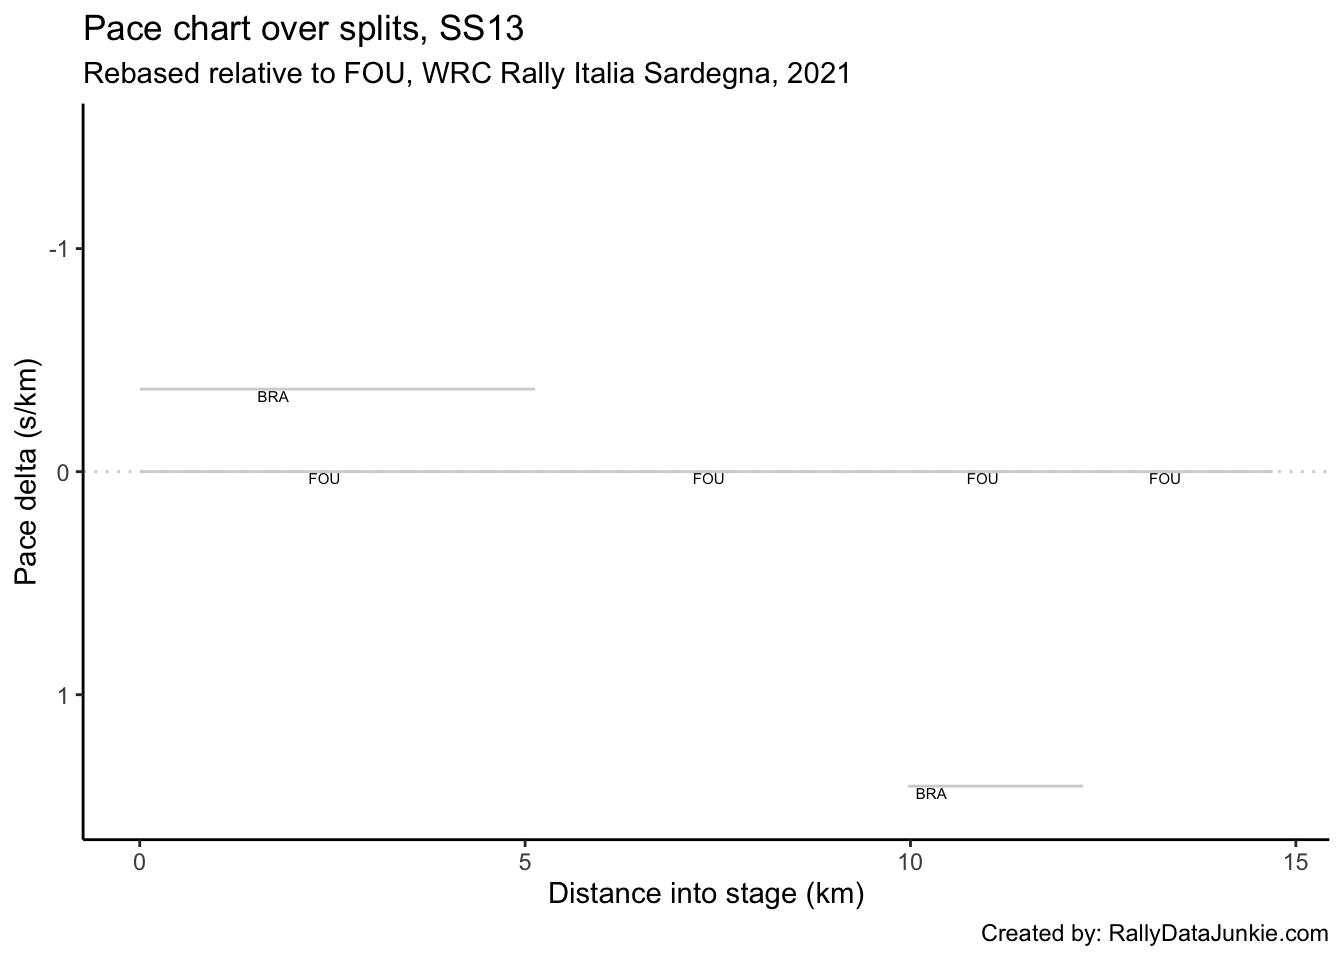 Pace chart over splits, SS13
Rebased relative to FOU, WRC Rally Italia Sardegna, 2021
Pace delta (s/km)
-1
BRA
0
FOU FOU FOU FOU
1
BRA
0 5 10 15
Distance into stage (km)
Created by: RallyDataJunkie.com